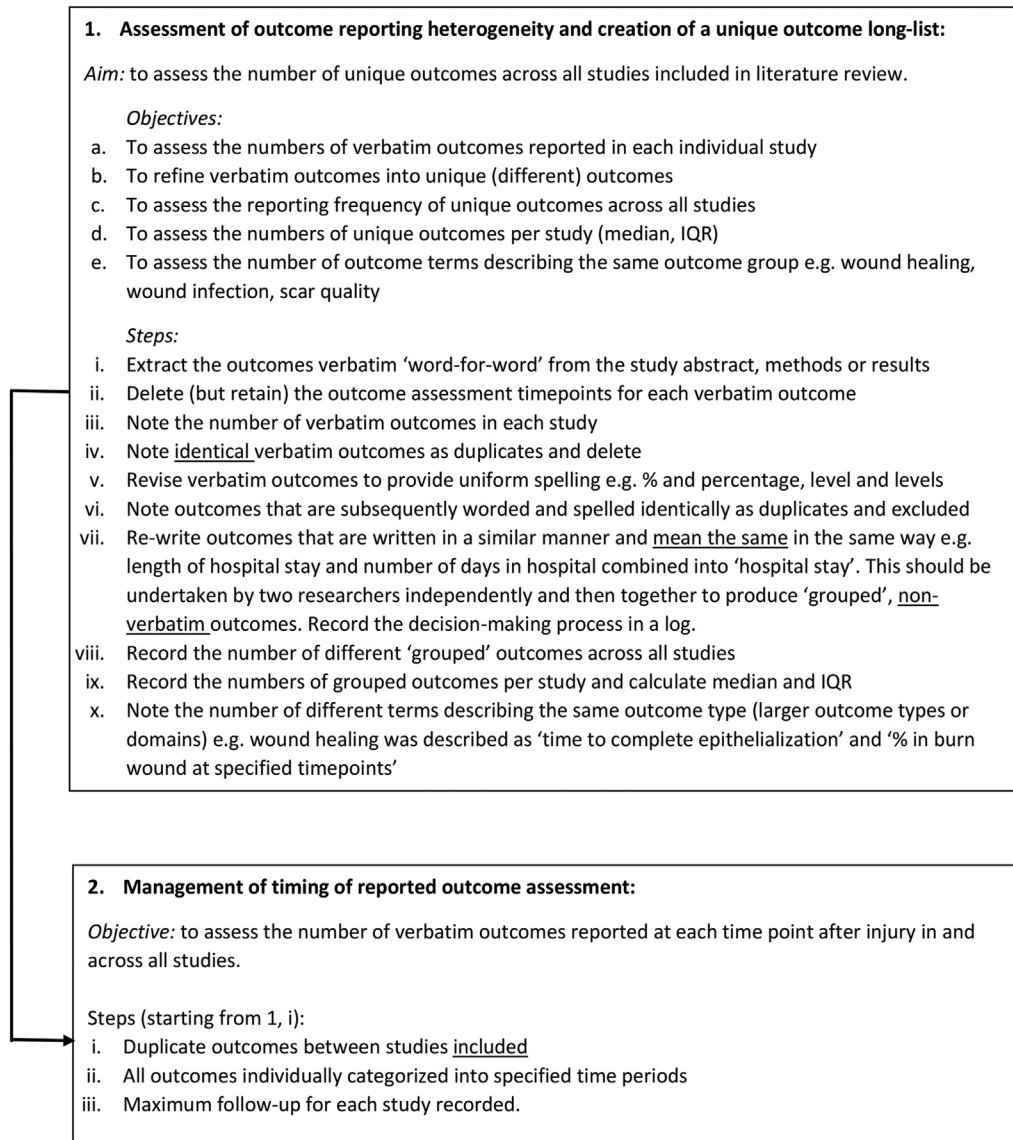 1. Assessment of outcome reporting heterogeneity and creation of a unique outcome long-list:
Aim: to assess the number of unique outcomes across all studies included in literature review.
Objectives:
a. To assess the numbers of verbatim outcomes reported in each individual study
b. To refine verbatim outcomes into unique (different) outcomes
c. To assess the reporting frequency of unique outcomes across all studies
d. To assess the numbers of unique outcomes per study (median, IQR)
e. To assess the number of outcome terms describing the same outcome group e.g. wound healing,
wound infection, scar quality
Steps:
i. Extract the outcomes verbatim ‘word-for-word’ from the study abstract, methods or results
ii. Delete (but retain) the outcome assessment timepoints for each verbatim outcome
iii. Note the number of verbatim outcomes in each study
iv. Note identical verbatim outcomes as duplicates and delete
v. Revise verbatim outcomes to provide uniform spelling e.g. % and percentage, level and levels
vi. Note outcomes that are subsequently worded and spelled identically as duplicates and excluded
vii. Re-write outcomes that are written in a similar manner and mean the same in the same way e.g.
length of hospital stay and number of days in hospital combined into ‘hospital stay’. This should be
undertaken by two researchers independently and then together to produce ‘grouped’, non-
verbatim outcomes. Record the decision-making process in a log.
viii. Record the number of different ‘grouped’ outcomes across all studies
ix. Record the numbers of grouped outcomes per study and calculate median and IQR
x. Note the number of different terms describing the same outcome type (larger outcome types or
domains) e.g. wound healing was described as ‘time to complete epithelialization’ and ‘% in burn
wound at specified timepoints’
2. Management of timing of reported outcome assessment:
Objective: to assess the number of verbatim outcomes reported at each time point after injury in and
across all studies.
Steps (starting from 1, i):
i. Duplicate outcomes between studies included
ii. All outcomes individually categorized into specified time periods
iii. Maximum follow-up for each study recorded.